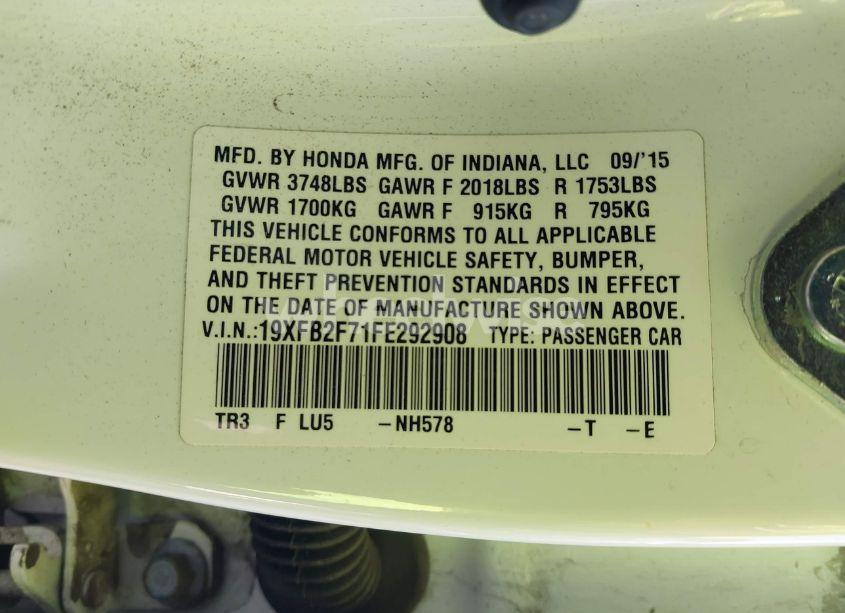 MFD. BY HONDA MFG. OF INDIANA, LLC 09/'15
GVWR 3748LBS GAWR F 2018LBS R 1753LBS
GVWR 1700KG GAWR F 915KG R 795KG
THIS VEHICLE CONFORMS TO ALL APPLICABLE
FEDERAL MOTOR VEHICLE SAFETY, BUMPER,
AND THEFT PREVENTION STANDARDS IN EFFECT
ON THE DATE OF MANUFACTURE SHOWN ABOVE.
V.I.N.:19XFB2F71FE292908 TYPE: PASSENGER CAR
TR3 F LU5 -NH578 -T -E